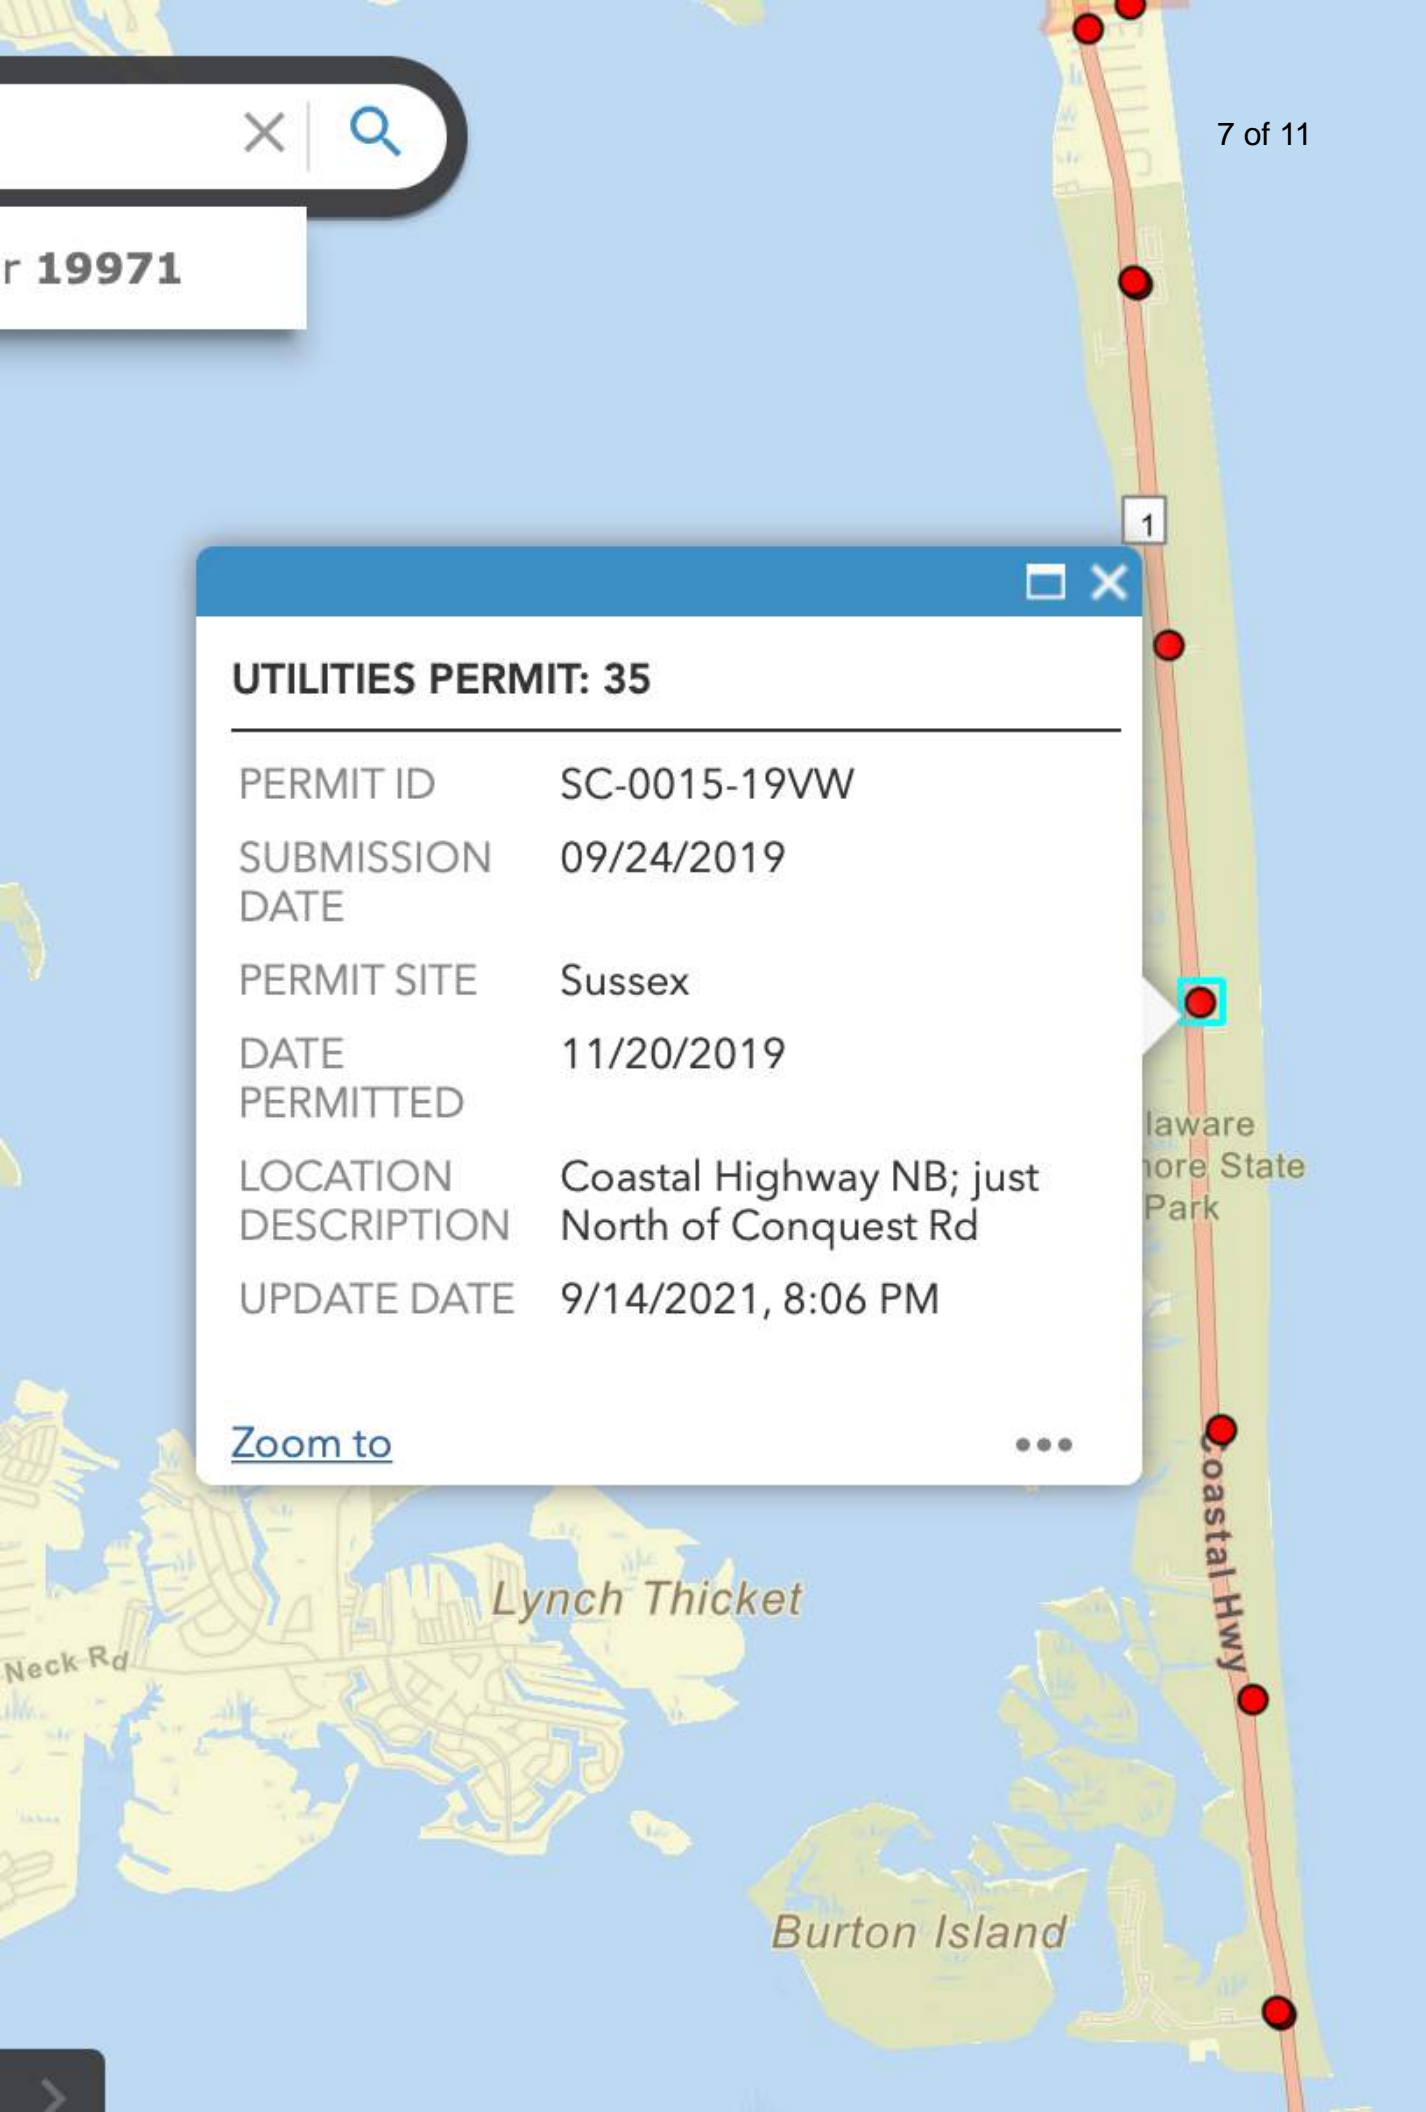 7 of 11
r 19971
1
UTILITIES PERMIT: 35
PERMIT ID SC-0015-19VW
SUBMISSION DATE 09/24/2019
PERMIT SITE Sussex
DATE PERMITTED 11/20/2019
LOCATION DESCRIPTION Coastal Highway NB; just
North of Conquest Rd
UPDATE DATE 9/14/2021, 8:06 PM
Zoom to
laware
ore State
Park
Coastal Hwy
Lynch Thicket
Neck Rd
Burton Island